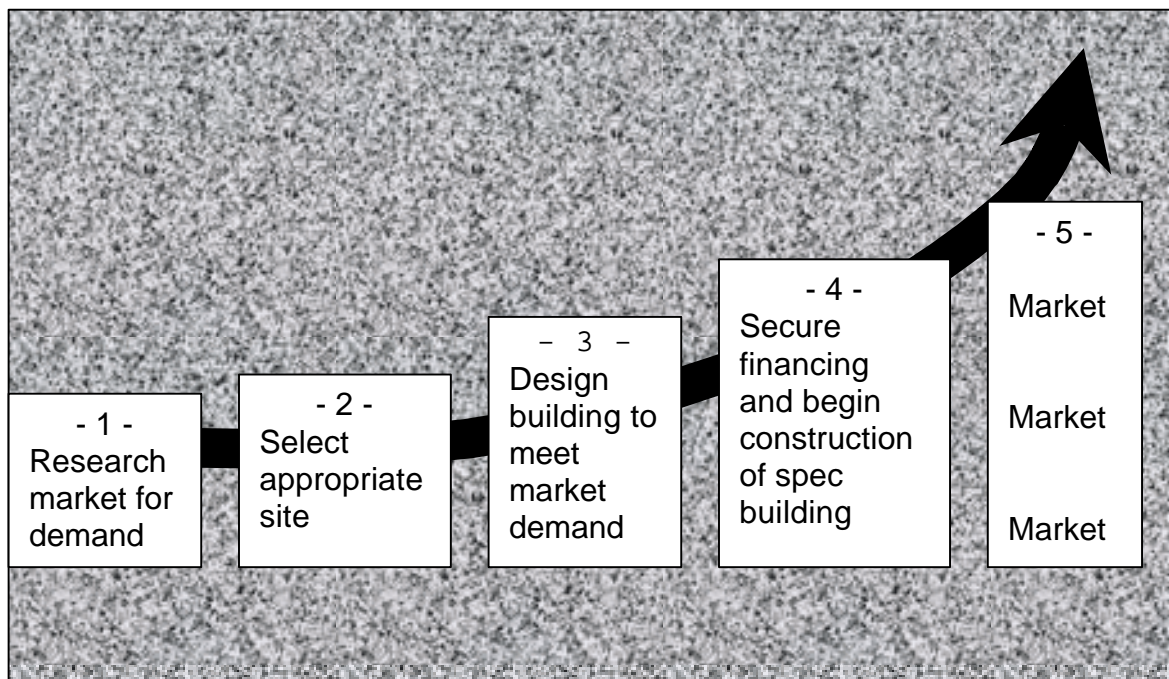 - 1 -
Research
market for
demand
- 2 -
Select
appropriate
site
- 3 -
Design
building to
meet
market
demand
- 4 -
Secure
financing
and begin
construction
of spec
building
- 5 -
Market
Market
Market